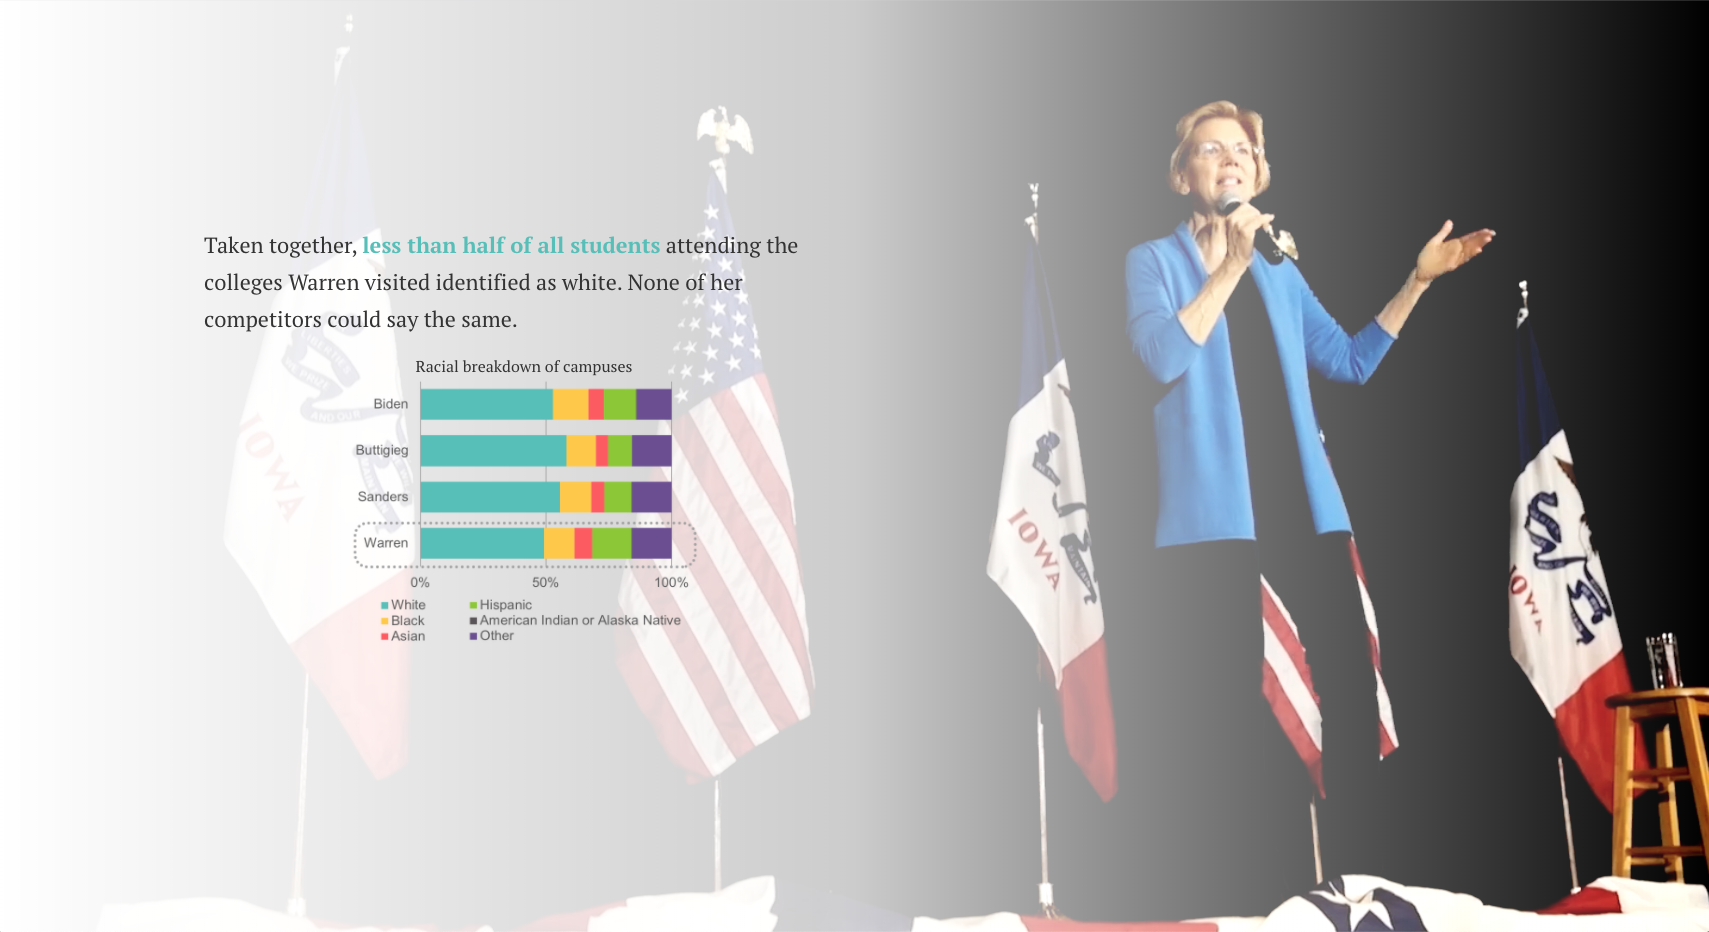 Taken together, less than half of all students attending the
colleges Warren visited identified as white. None of her
competitors could say the same.
Racial breakdown of campuses
Biden
Buttigieg
Sanders
Warren
0% 50% 100%
White Hispanic
Black American Indian or Alaska Native
Asian Other
IOWA
AND OUR
IOWA
IOWA